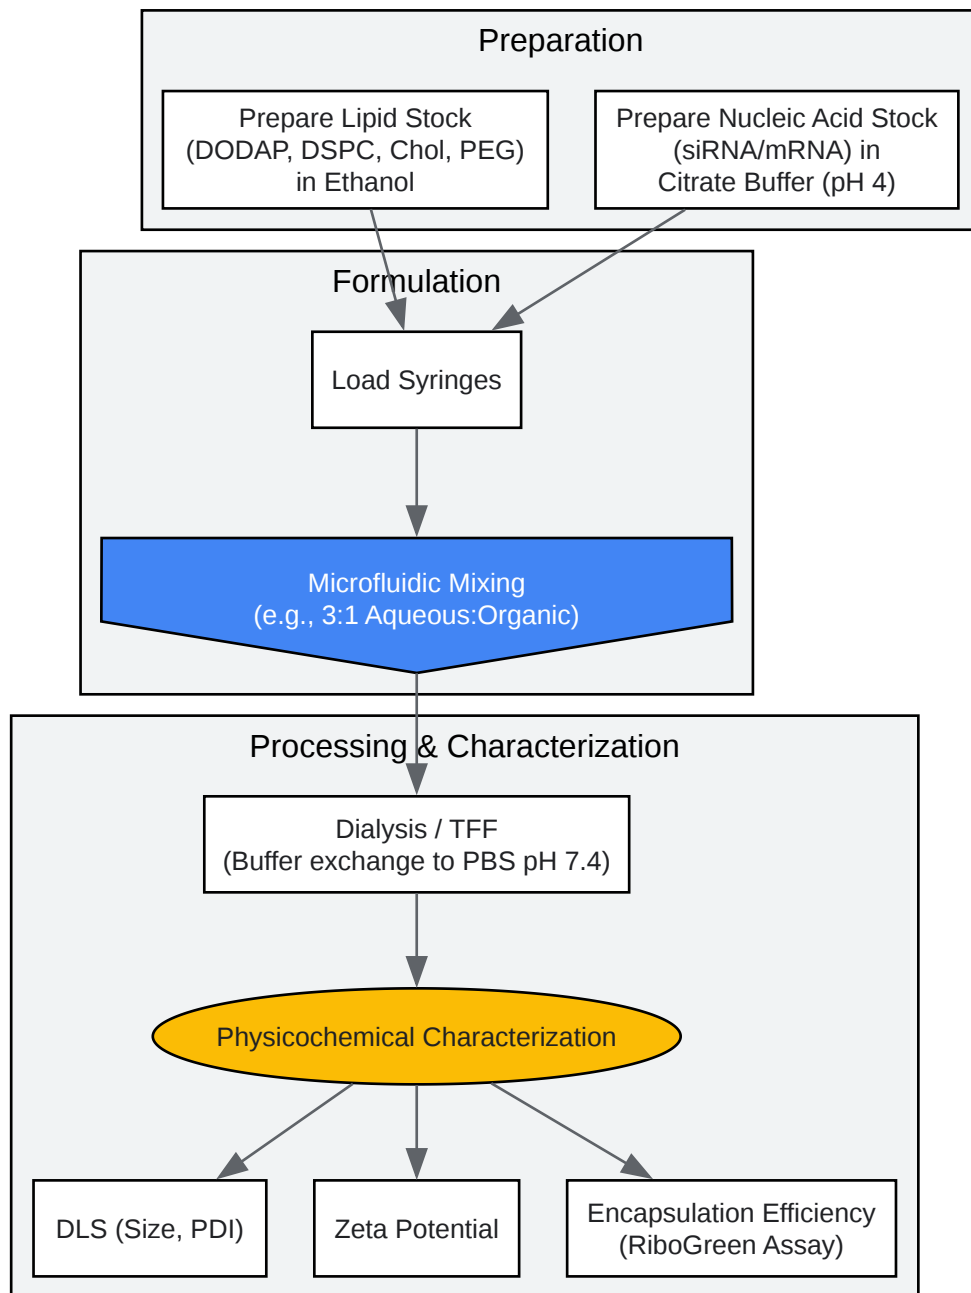 Preparation
Prepare Lipid Stock
(DODAP, DSPC, Chol, PEG)
in Ethanol
Prepare Nucleic Acid Stock
(siRNA/mRNA) in
Citrate Buffer (pH 4)
Formulation
Load Syringes
Microfluidic Mixing
(e.g., 3:1 Aqueous:Organic)
Processing & Characterization
Dialysis / TFF
(Buffer exchange to PBS pH 7.4)
Physicochemical Characterization
DLS (Size, PDI)
Zeta Potential
Encapsulation Efficiency
(RiboGreen Assay)